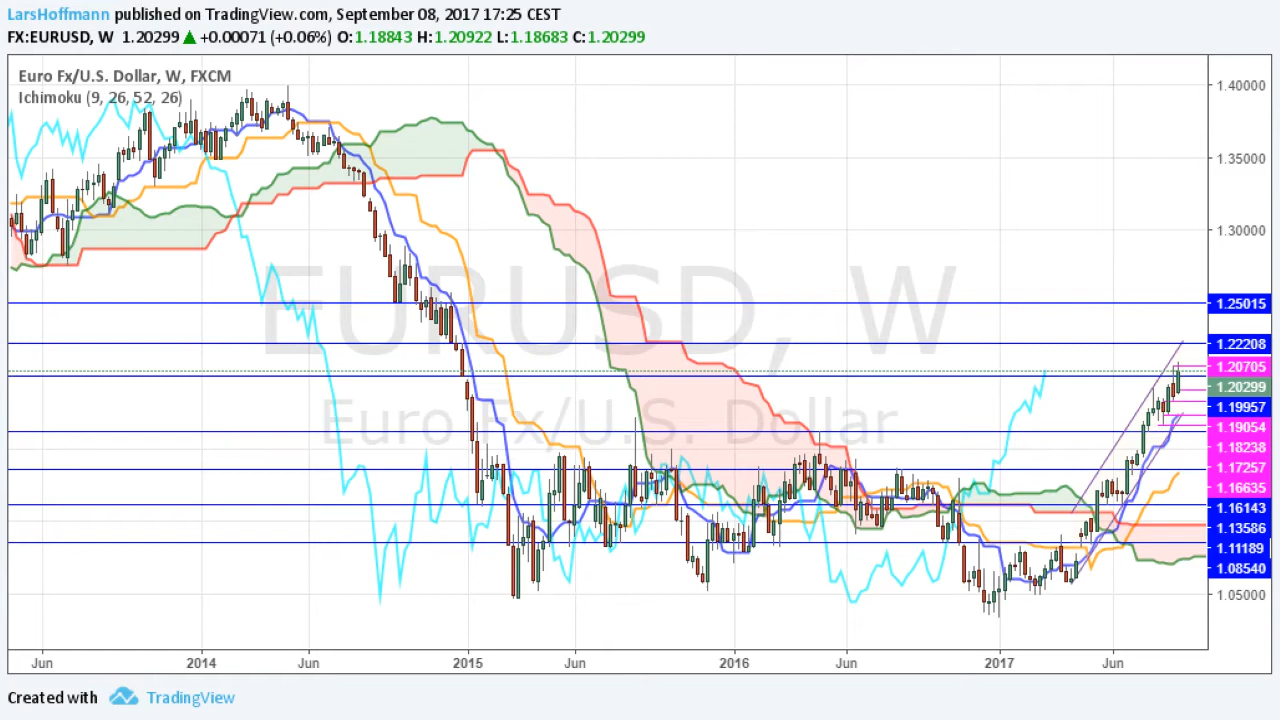 LarsHoffmann published on TradingView.com, September 08, 2017 17:25 CEST
FX:EURUSD, W 1.20299 ▲ +0.00071 (+0.06%) O:1.18843 H:1.20922 L:1.18683 C:1.20299
Euro Fx/U.S. Dollar, W, FXCM
Ichimoku (9, 26, 52, 26)
EURUSD, W
Euro Fx/U.S. Dollar
1.40000
1.35000
1.30000
1.25015
1.22208
1.20705
1.20299
1.19957
1.19054
1.18238
1.17257
1.16635
1.16143
1.13586
1.11189
1.08540
1.05000
Jun 2014 Jun 2015 Jun 2016 Jun 2017 Jun
Created with TradingView